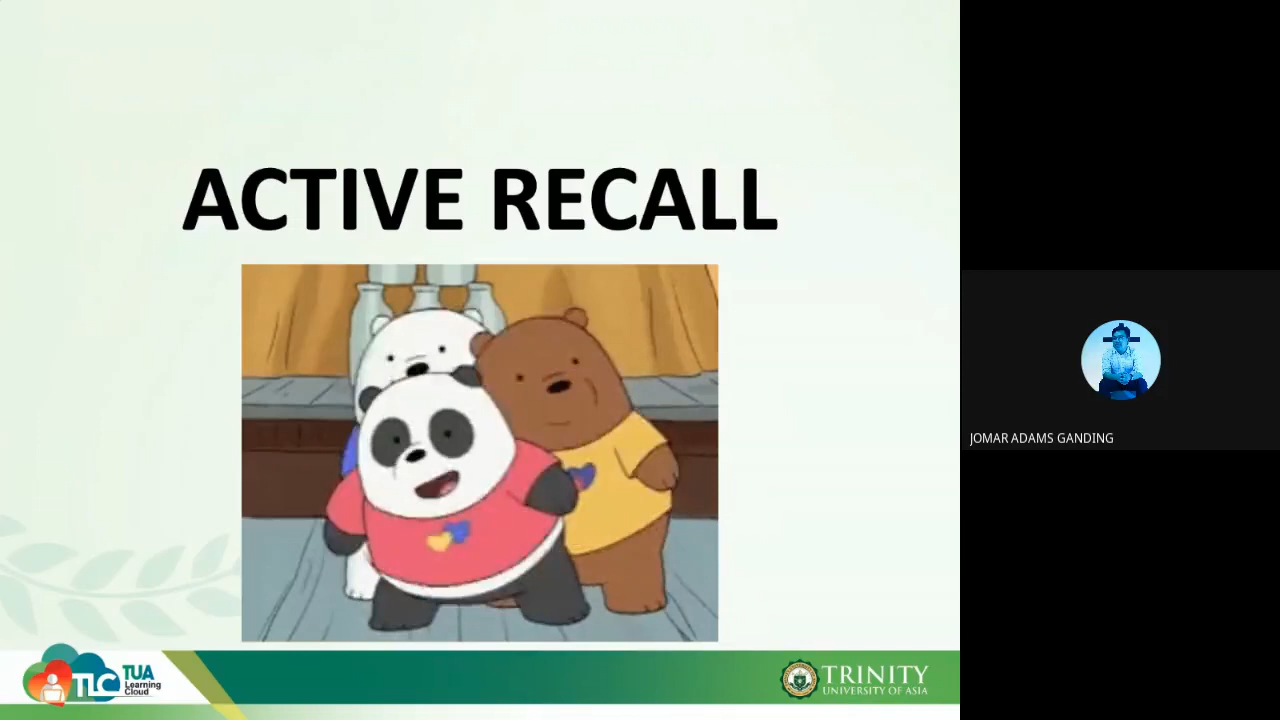 ACTIVE RECALL
JOMAR ADAMS GANDING
TLC TUA
Learning
Cloud
TRINITY
UNIVERSITY OF ASIA